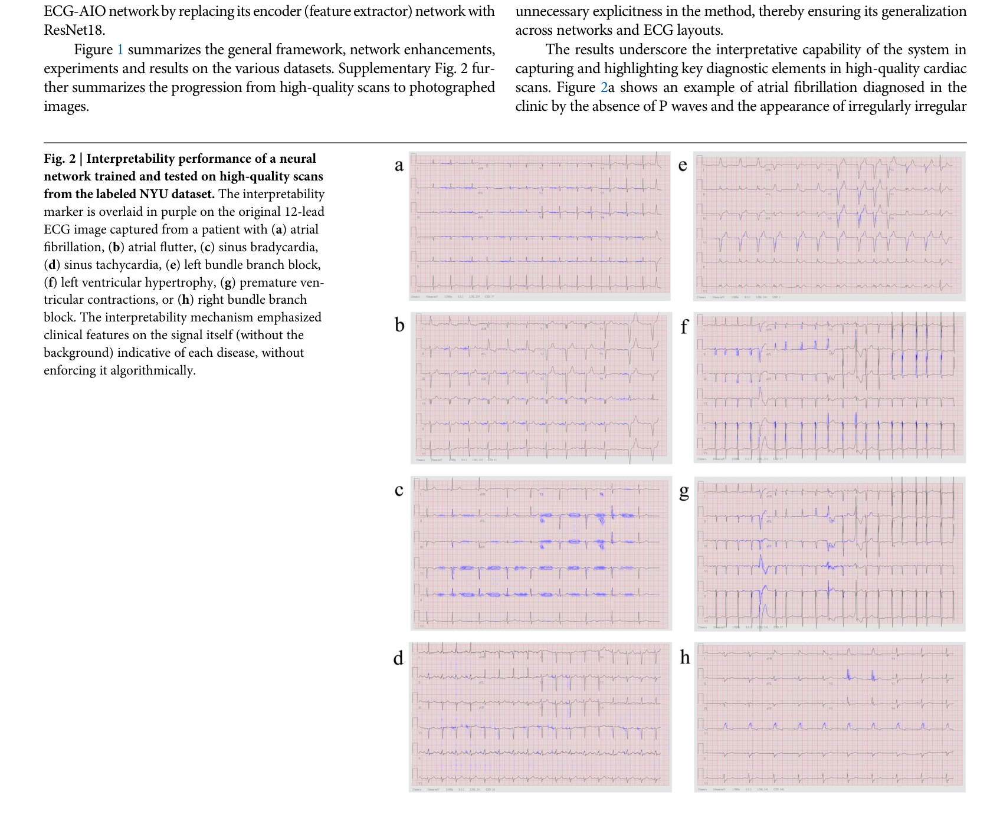 ECG-AIO network by replacing its encoder (feature extractor) network with
ResNet18.
Figure 1 summarizes the general framework, network enhancements,
experiments and results on the various datasets. Supplementary Fig. 2 fur-
ther summarizes the progression from high-quality scans to photographed
images.
unnecessary explicitness in the method, thereby ensuring its generalization
across networks and ECG layouts.
The results underscore the interpretative capability of the system in
capturing and highlighting key diagnostic elements in high-quality cardiac
scans. Figure 2a shows an example of atrial fibrillation diagnosed in the
clinic by the absence of P waves and the appearance of irregularly irregular
Fig. 2 | Interpretability performance of a neural
network trained and tested on high-quality scans
from the labeled NYU dataset. The interpretability
marker is overlaid in purple on the original 12-lead
ECG image captured from a patient with (a) atrial
fibrillation, (b) atrial flutter, (c) sinus bradycardia,
(d) sinus tachycardia, (e) left bundle branch block,
(f) left ventricular hypertrophy, (g) premature ven-
tricular contractions, or (h) right bundle branch
block. The interpretability mechanism emphasized
clinical features on the signal itself (without the
background) indicative of each disease, without
enforcing it algorithmically.
a
b
c
d
e
f
g
h